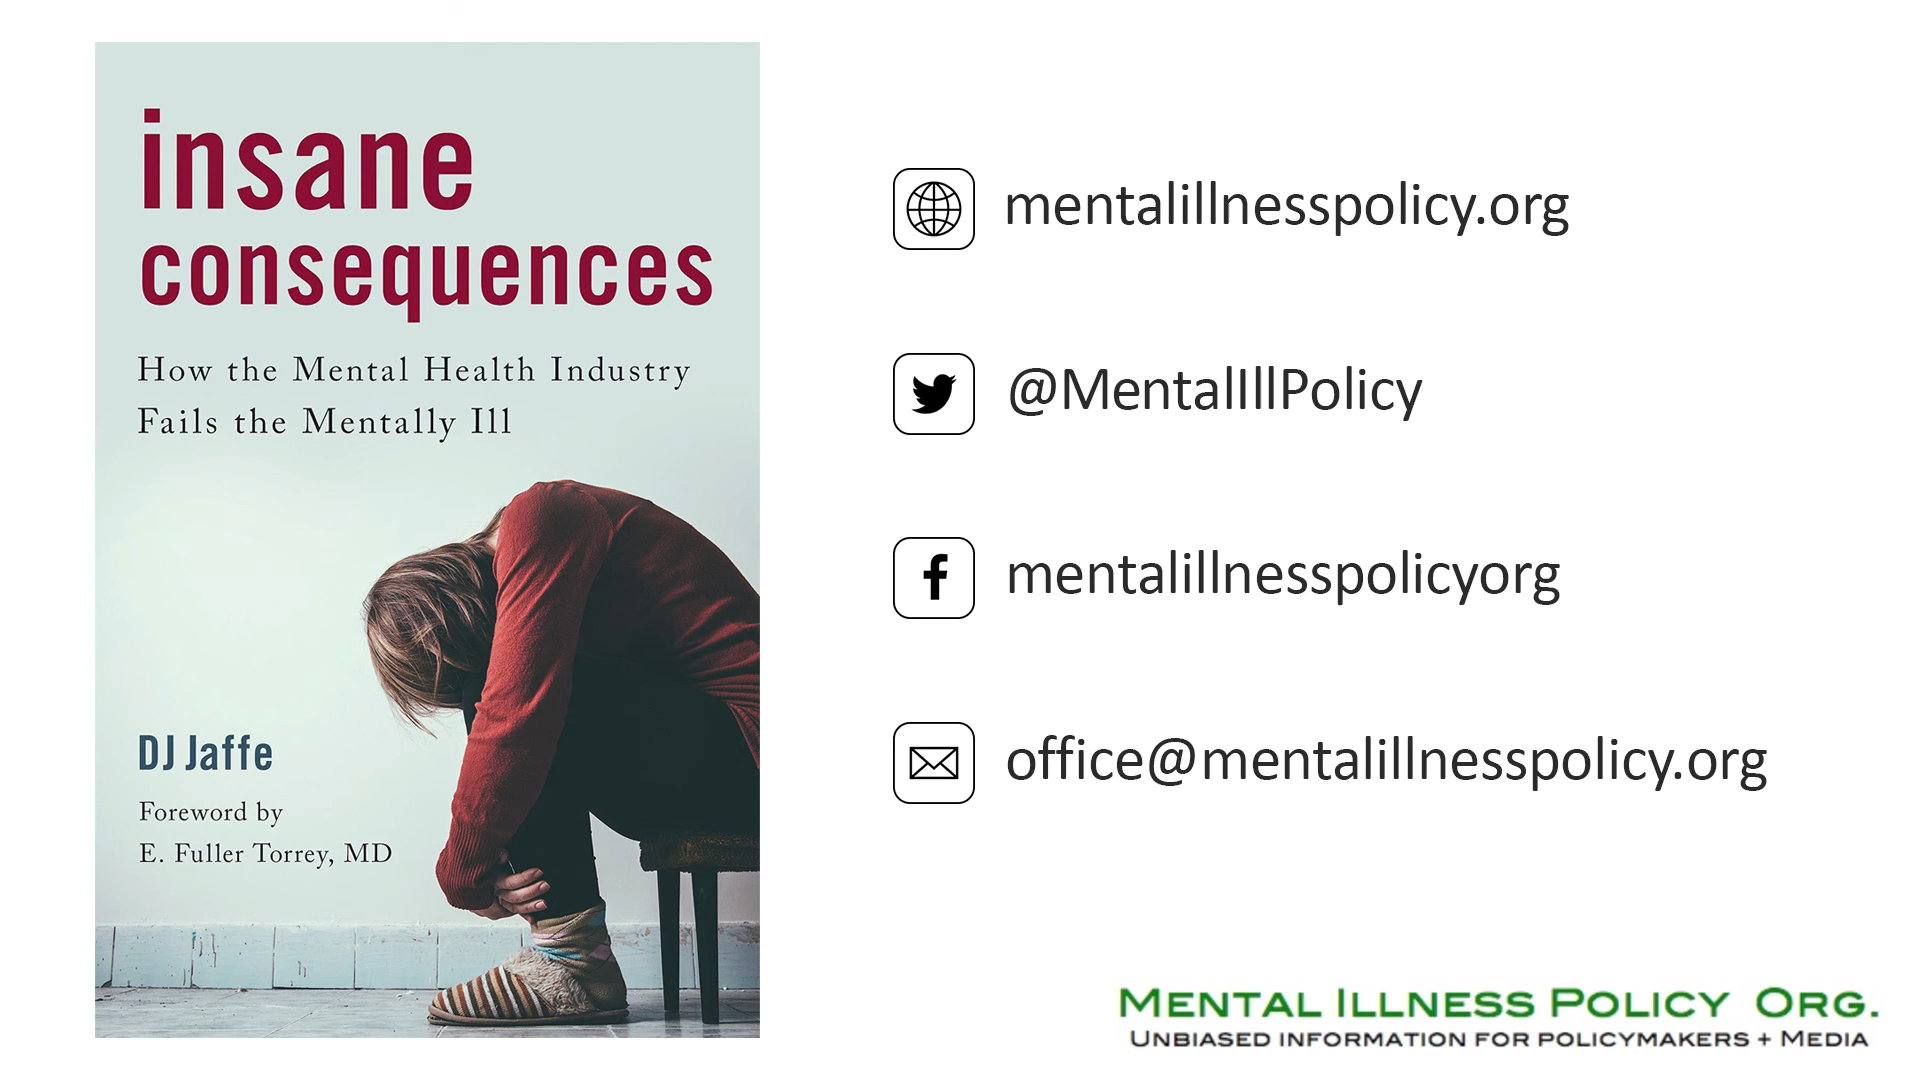 insane
consequences
How the Mental Health Industry
Fails the Mentally Ill
DJ Jaffe
Foreword by
E. Fuller Torrey, MD
mentalillnesspolicy.org
@MentalIllPolicy
mentalillnesspolicyorg
office@mentalillnesspolicy.org
MENTAL ILLNESS POLICY ORG.
UNBIASED INFORMATION FOR POLICYMAKERS + MEDIA